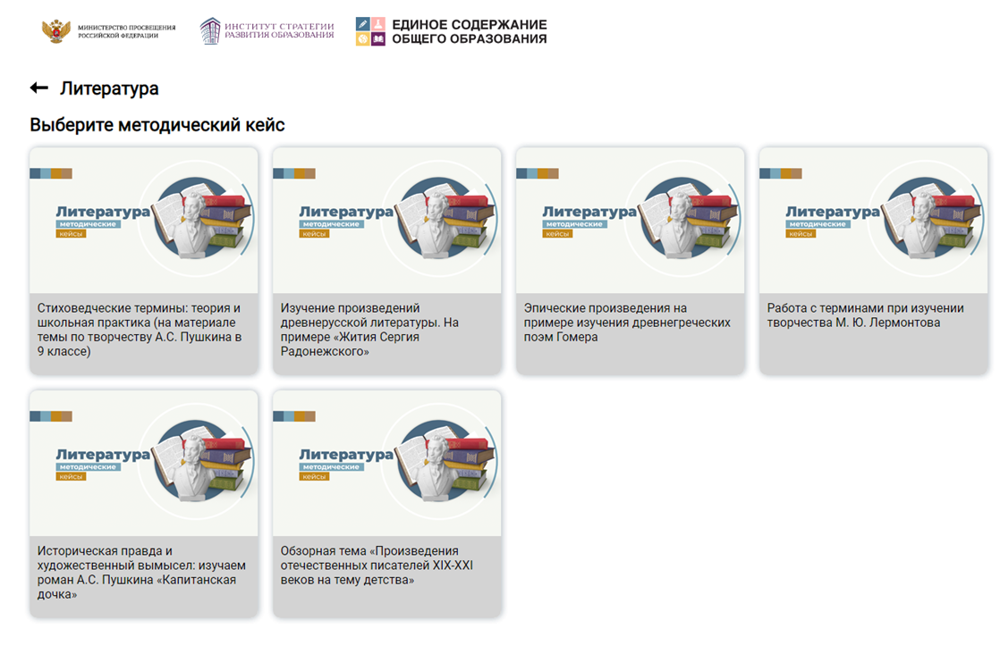 МИНИСТЕРСТВО ПРОСВЕЩЕНИЯ
РОССИЙСКОЙ ФЕДЕРАЦИИ
ИНСТИТУТ СТРАТЕГИИ
РАЗВИТИЯ ОБРАЗОВАНИЯ
ЕДИНОЕ СОДЕРЖАНИЕ
ОБЩЕГО ОБРАЗОВАНИЯ
Литература
Выберите методический кейс
Литература
методические
кейсы
Стиховедческие термины: теория и
школьная практика (на материале
темы по творчеству А.С. Пушкина в
9 классе)
Литература
методические
кейсы
Изучение произведений
древнерусской литературы. На
примере «Жития Сергия
Радонежского»
Литература
методические
кейсы
Эпические произведения на
примере изучения древнегреческих
поэм Гомера
Литература
методические
кейсы
Работа с терминами при изучении
творчества М. Ю. Лермонтова
Литература
методические
кейсы
Историческая правда и
художественный вымысел: изучаем
роман А.С. Пушкина «Капитанская
дочка»
Литература
методические
кейсы
Обзорная тема «Произведения
отечественных писателей XIX-XXI
веков на тему детства»